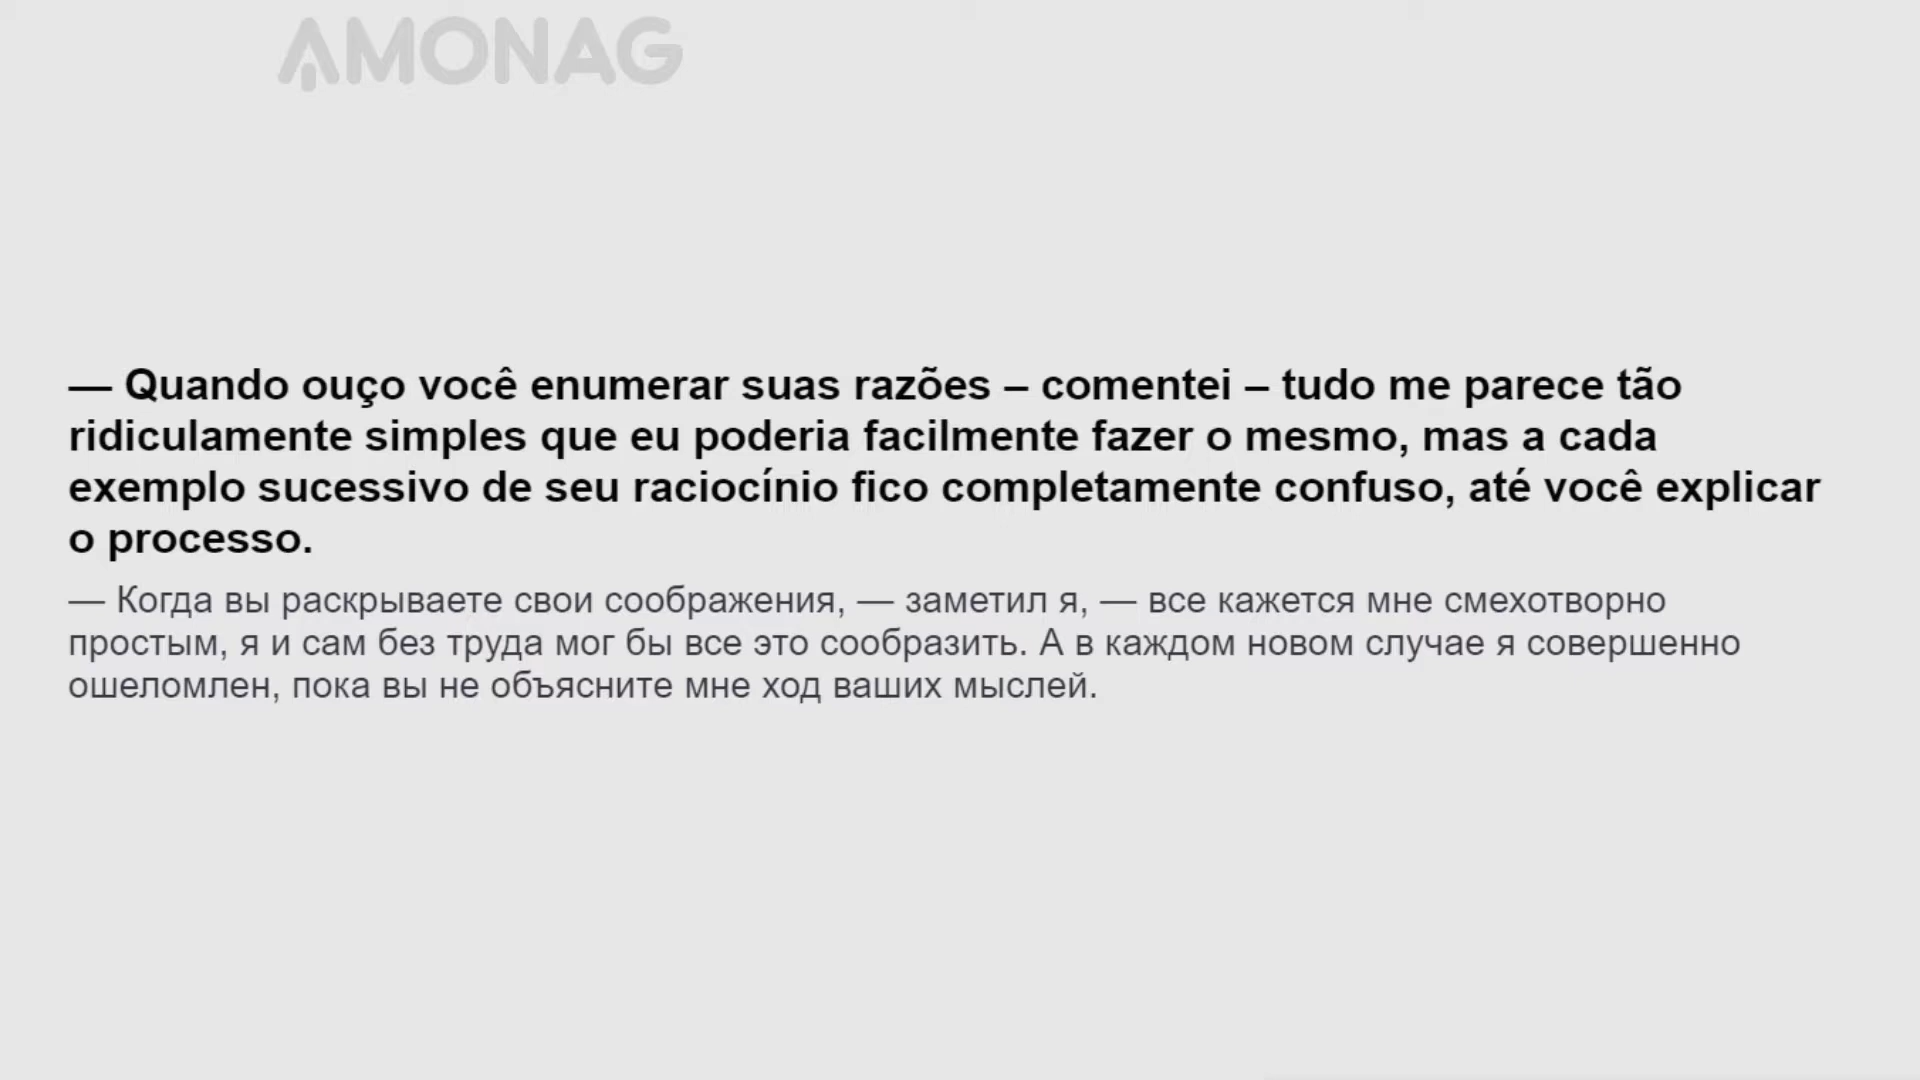 AMONAG
— Quando ouço você enumerar suas razões – comentei – tudo me parece tão
ridiculamente simples que eu poderia facilmente fazer o mesmo, mas a cada
exemplo sucessivo de seu raciocínio fico completamente confuso, até você explicar
o processo.
— Когда вы раскрываете свои соображения, — заметил я, — все кажется мне смехотворно
простым, я и сам без труда мог бы все это сообразить. А в каждом новом случае я совершенно
ошеломлен, пока вы не объясните мне ход ваших мыслей.